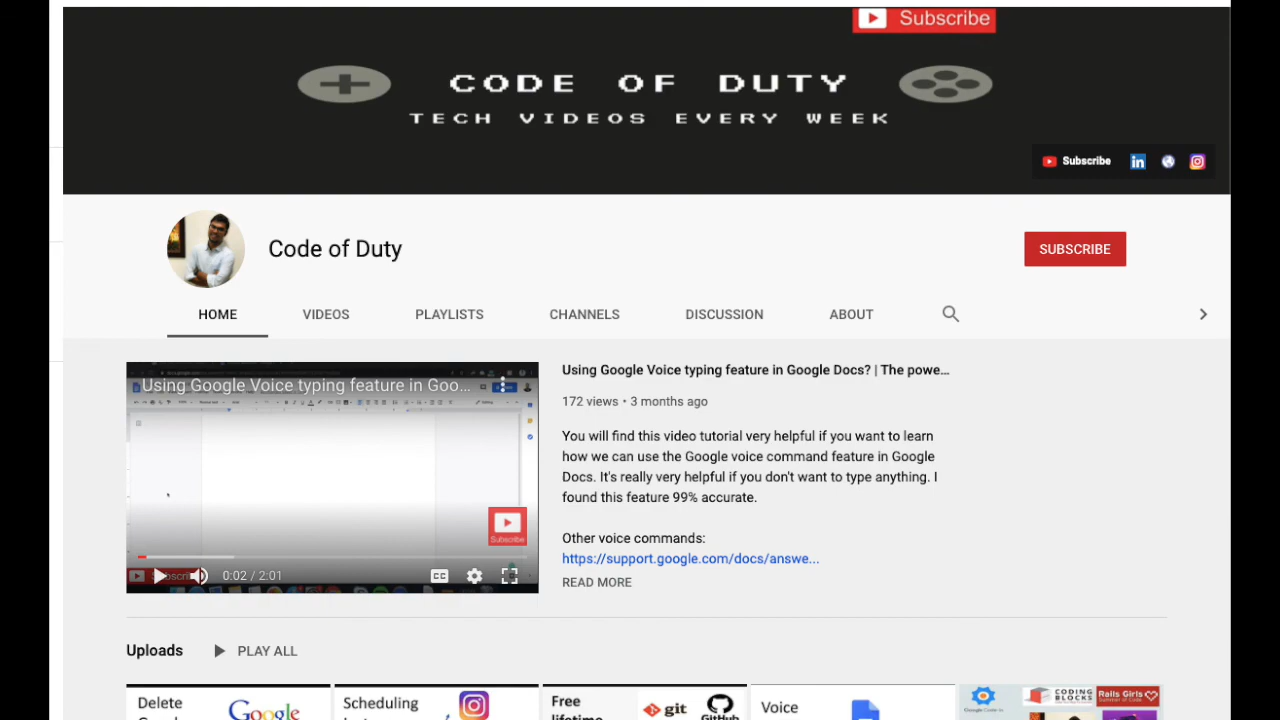 Subscribe
CODE OF DUTY
TECH VIDEOS EVERY WEEK
Subscribe
Code of Duty
SUBSCRIBE
HOME VIDEOS PLAYLISTS CHANNELS DISCUSSION ABOUT
Using Google Voice typing feature in Goo...
Subscribe
0:02 / 2:01
Using Google Voice typing feature in Google Docs? | The powe...
172 views • 3 months ago
You will find this video tutorial very helpful if you want to learn
how we can use the Google voice command feature in Google
Docs. It's really very helpful if you don't want to type anything. I
found this feature 99% accurate.
Other voice commands:
https://support.google.com/docs/answe...
READ MORE
Uploads PLAY ALL
Delete
Google
Scheduling
Free
lifetime
git
GitHub
Voice
CODING
BLOCKS
Rails Girls
Summer of Code